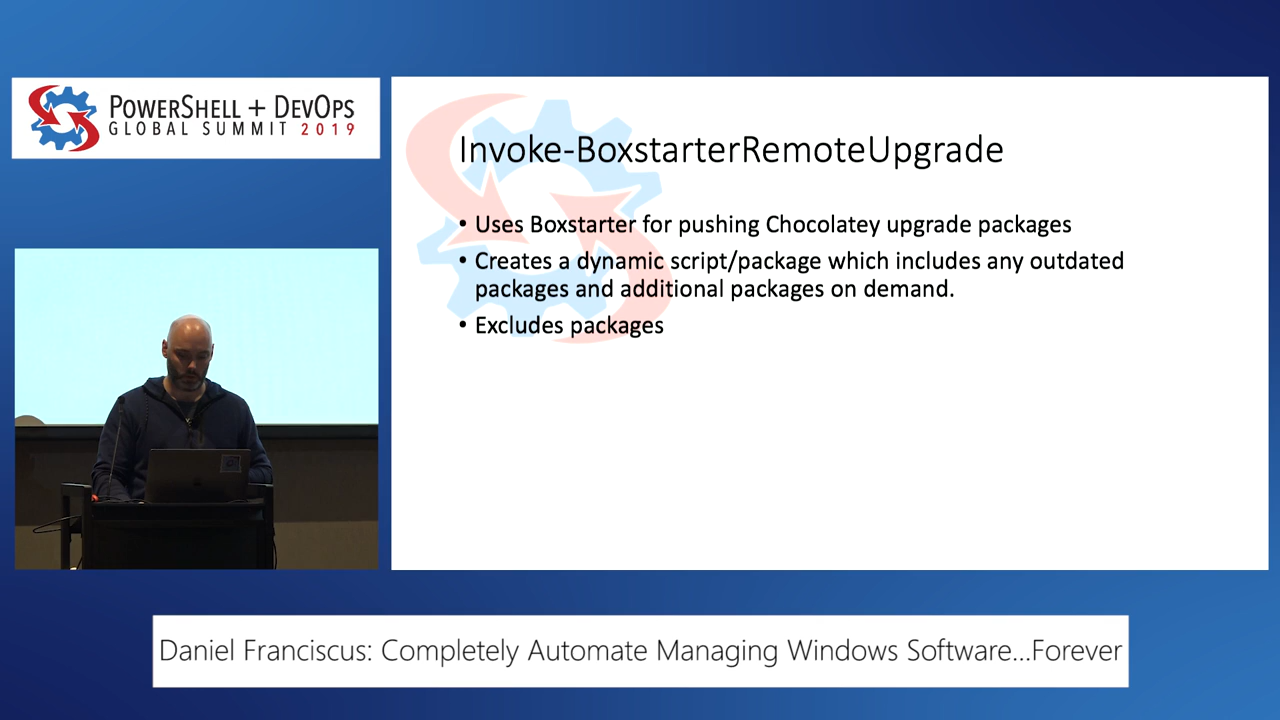 POWERSHELL + DEVOPS
GLOBAL SUMMIT 2019
Invoke-BoxstarterRemoteUpgrade
• Uses Boxstarter for pushing Chocolatey upgrade packages
• Creates a dynamic script/package which includes any outdated
packages and additional packages on demand.
• Excludes packages
Daniel Franciscus: Completely Automate Managing Windows Software...Forever